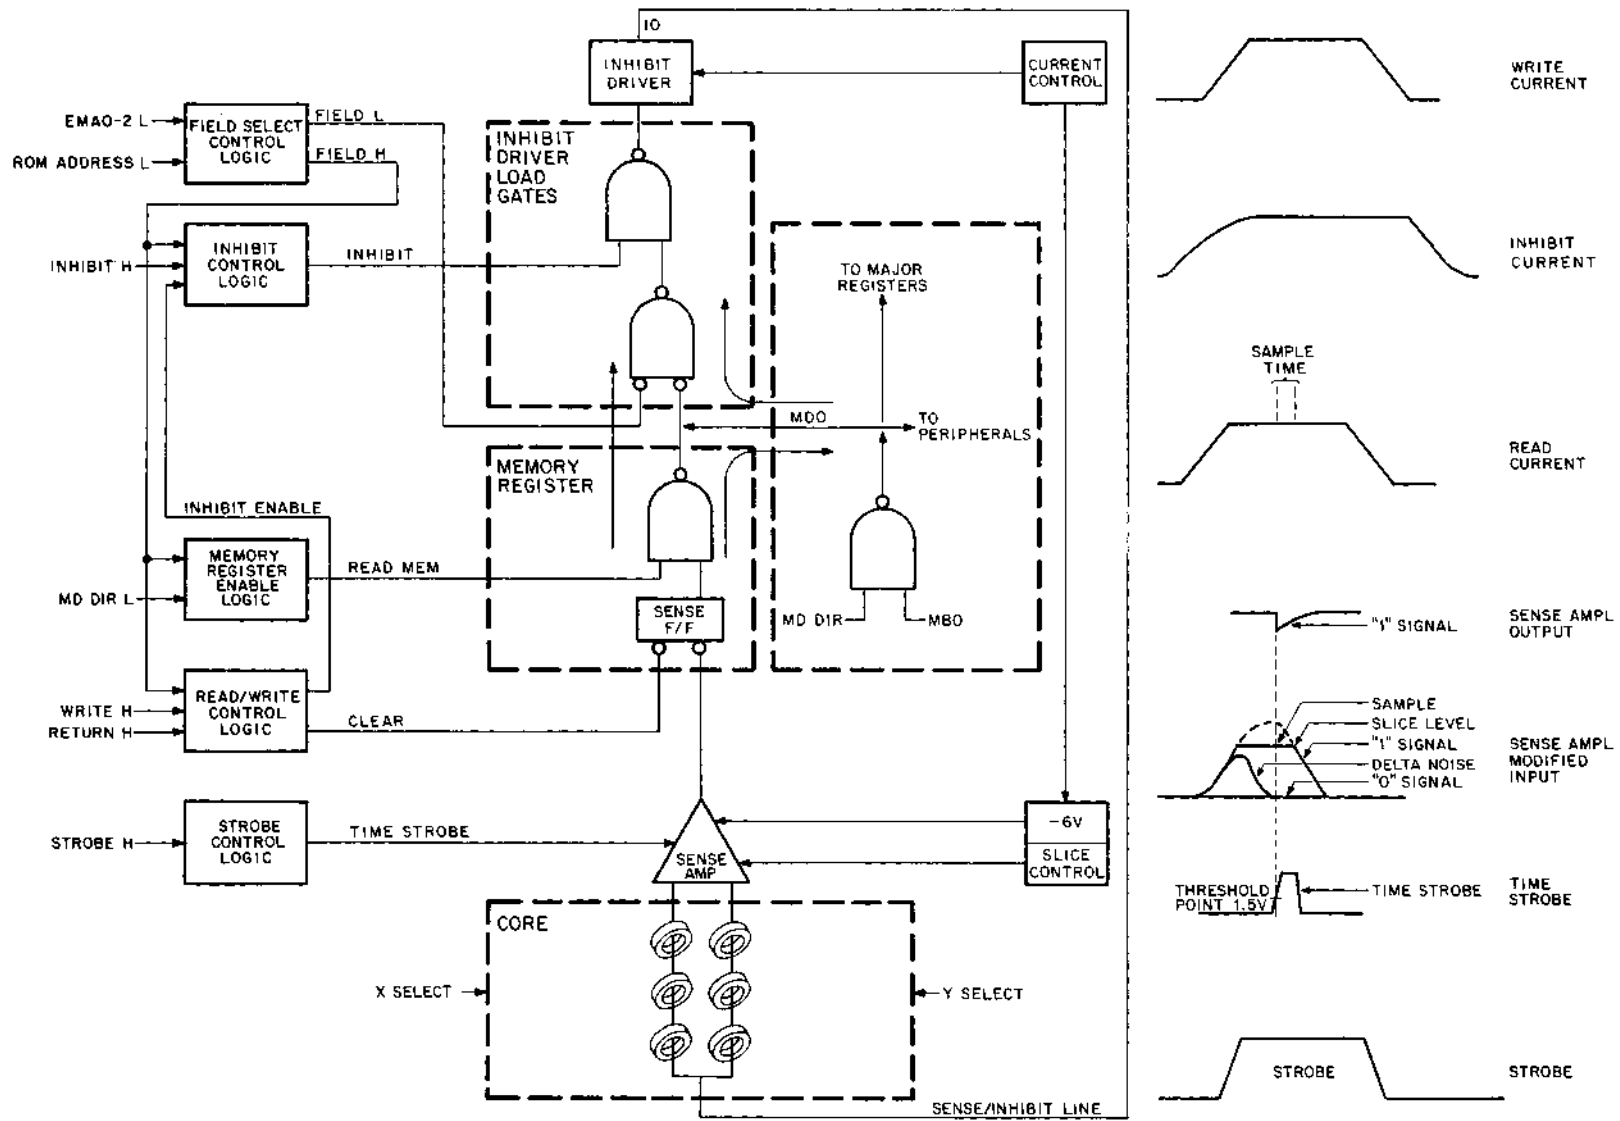 IO
INHIBIT
DRIVER
CURRENT
CONTROL
WRITE
CURRENT
EMAO-2 L
ROM ADDRESS L
FIELD SELECT
CONTROL
LOGIC
FIELD L
FIELD H
INHIBIT
DRIVER
LOAD
GATES
INHIBIT H
INHIBIT
CONTROL
LOGIC
INHIBIT
TO MAJOR
REGISTERS
INHIBIT
CURRENT
SAMPLE
TIME
MDO
TO
PERIPHERALS
READ
CURRENT
MEMORY
REGISTER
INHIBIT ENABLE
MEMORY
REGISTER
ENABLE
LOGIC
MD DIR L
READ MEM
SENSE
F/F
MD DIR
MBO
"1" SIGNAL
SENSE AMPL
OUTPUT
WRITE H
RETURN H
READ/WRITE
CONTROL
LOGIC
CLEAR
SAMPLE
SLICE LEVEL
"1" SIGNAL
DELTA NOISE
"0" SIGNAL
SENSE AMPL
MODIFIED
INPUT
STROBE H
STROBE
CONTROL
LOGIC
TIME STROBE
SENSE
AMP
-6V
SLICE
CONTROL
THRESHOLD
POINT 1.5V
TIME STROBE
TIME
STROBE
CORE
X SELECT
Y SELECT
SENSE/INHIBIT LINE
STROBE
STROBE